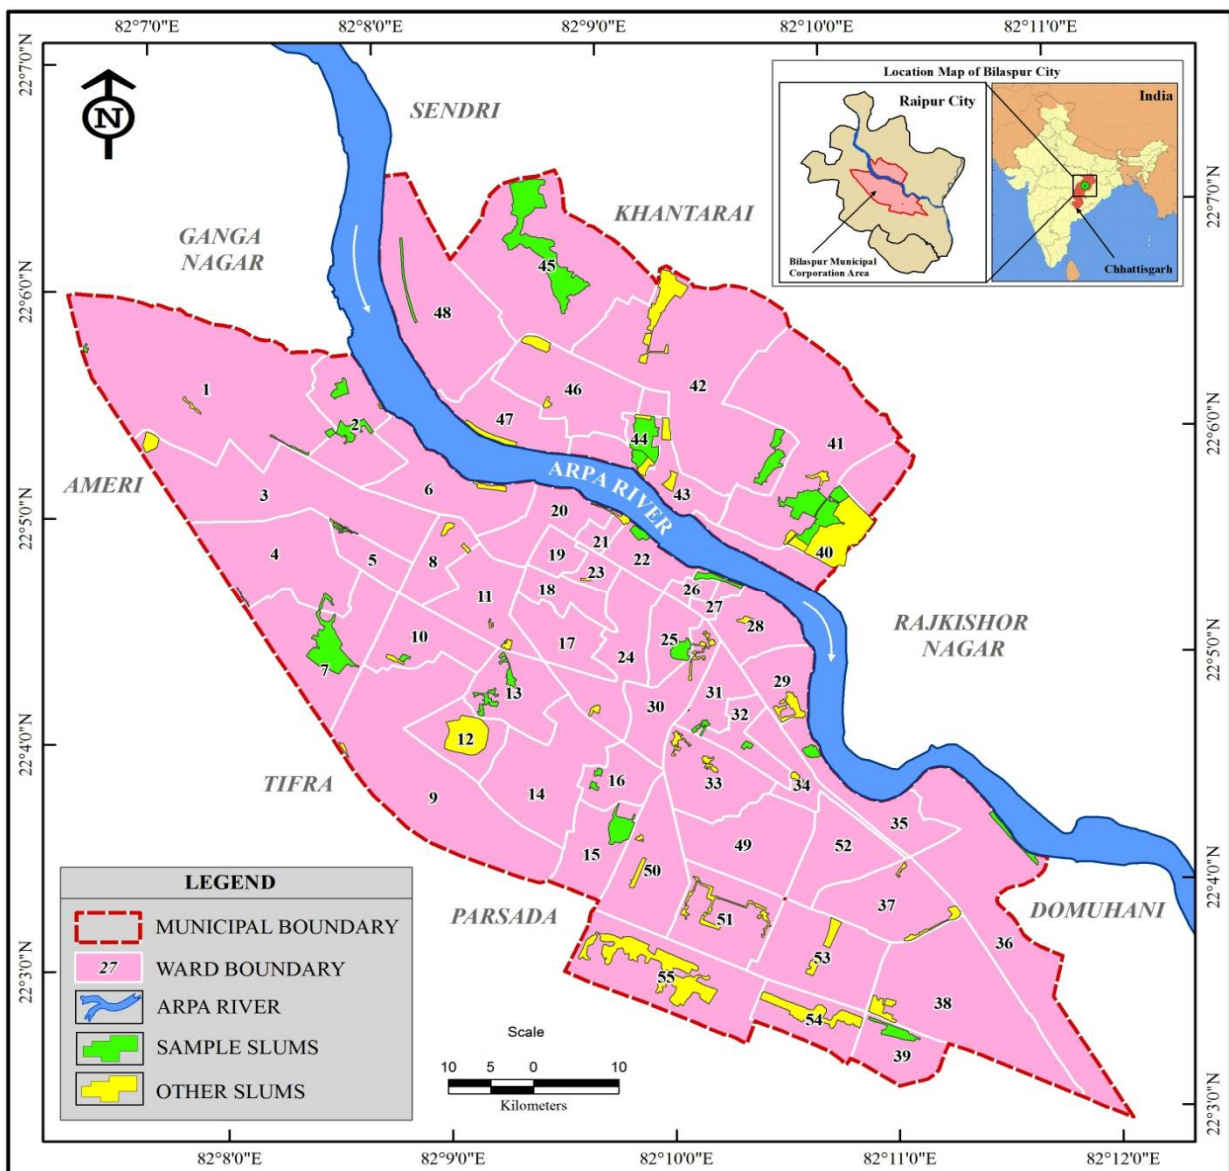 82°7'0"E 82°8'0"E 82°9'0"E 82°10'0"E 82°11'0"E
22°7'0"N
22°6'0"N
22°5'0"N
22°4'0"N
22°3'0"N
N
SENDRI
GANGA
NAGAR
KHANTARAI
AMERI
TIFRA
PARSADA
RAJKISHOR
NAGAR
DOMUHANI
ARPA RIVER
Location Map of Bilaspur City
Raipur City
India
Bilaspur Municipal
Corporation Area
Chhattisgarh
45
48
42
1
46
47
2
44
41
43
6
3
20
40
4
5
8
19
21
22
23
18
26
27
11
28
10
17
24
25
7
13
29
30
31
32
12
9
14
16
33
34
35
15
49
52
50
51
37
36
53
55
38
54
39
LEGEND
MUNICIPAL BOUNDARY
27 WARD BOUNDARY
ARPA RIVER
SAMPLE SLUMS
OTHER SLUMS
Scale
10 5 0 10
Kilometers
22°7'0"N
22°6'0"N
22°5'0"N
22°4'0"N
22°3'0"N
82°8'0"E 82°9'0"E 82°10'0"E 82°11'0"E 82°12'0"E